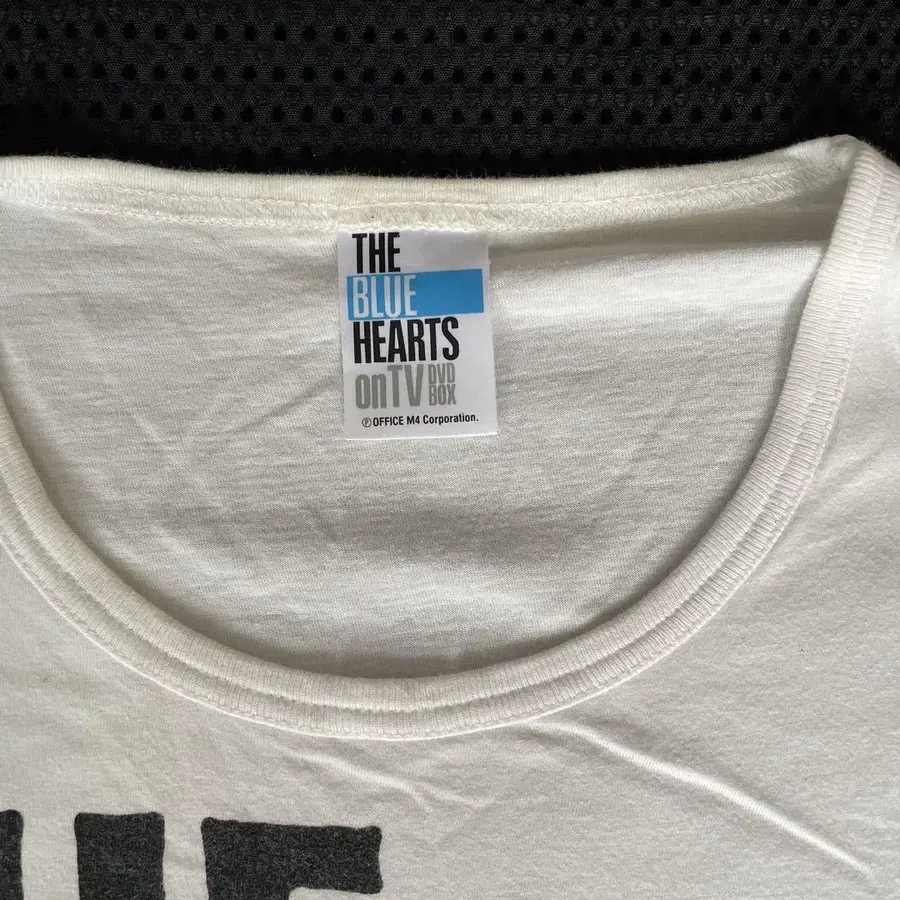 THE
BLUE
HEARTS
onTV DVD BOX
Ⓟ OFFICE M4 Corporation.